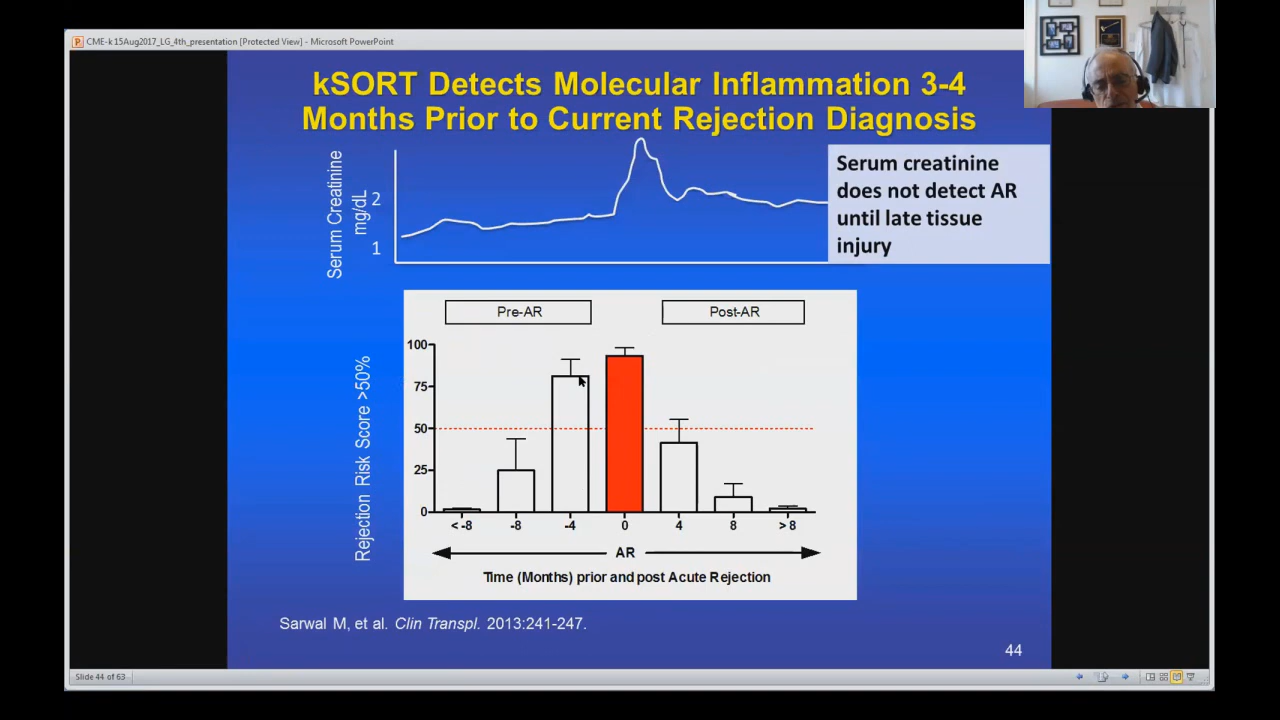 CME-k 15Aug2017_LG_4th_presentation [Protected View] - Microsoft PowerPoint
kSORT Detects Molecular Inflammation 3-4
Months Prior to Current Rejection Diagnosis
Serum Creatinine
mg/dL
2
1
Serum creatinine
does not detect AR
until late tissue
injury
Pre-AR
Post-AR
Rejection Risk Score >50%
100
75
50
25
0
< -8 -8 -4 0 4 8 > 8
AR
Time (Months) prior and post Acute Rejection
Sarwal M, et al. Clin Transpl. 2013:241-247.
44
Slide 44 of 63